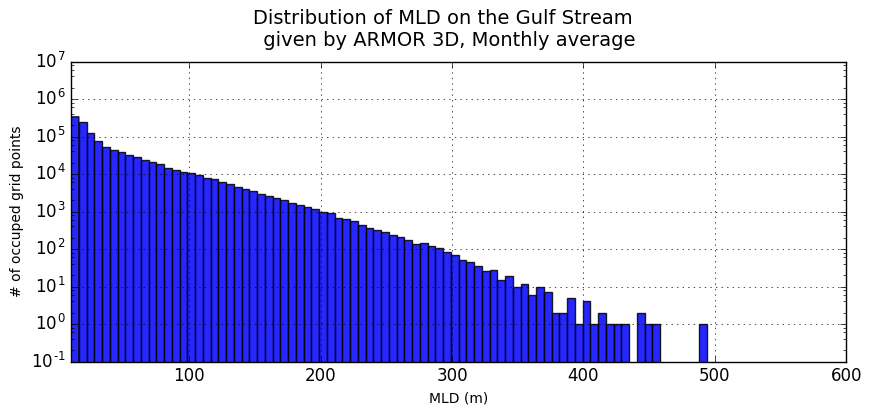 Distribution of MLD on the Gulf Stream
given by ARMOR 3D, Monthly average
10^7
10^6
10^5
10^4
10^3
10^2
10^1
10^0
10^-1
# of occuped grid points
100 200 300 400 500 600
MLD (m)